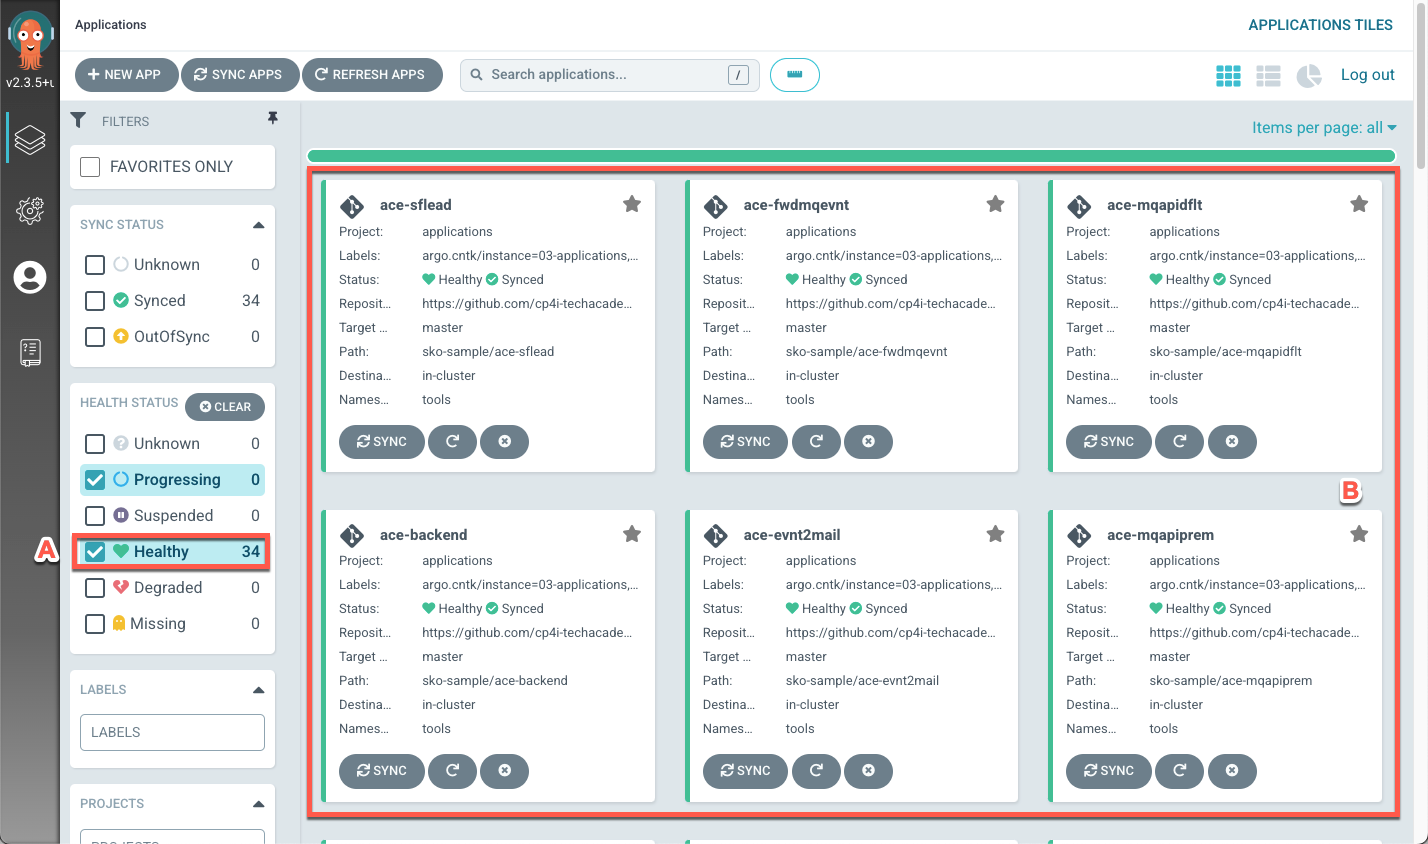 Applications
APPLICATIONS TILES
v2.3.5+u
NEW APP
SYNC APPS
REFRESH APPS
Search applications...
/
Log out
FILTERS
FAVORITES ONLY
SYNC STATUS
Unknown 0
Synced 34
OutOfSync 0
HEALTH STATUS
CLEAR
Unknown 0
Progressing 0
Suspended 0
A
Healthy 34
Degraded 0
Missing 0
LABELS
LABELS
PROJECTS
PROJECTS
Items per page: all
ace-sflead
Project: applications
Labels: argo.cntk/instance=03-applications,...
Status: Healthy Synced
Reposit... https://github.com/cp4i-techacade...
Target ... master
Path: sko-sample/ace-sflead
Destina... in-cluster
Names... tools
SYNC
ace-fwdmqevnt
Project: applications
Labels: argo.cntk/instance=03-applications,...
Status: Healthy Synced
Reposit... https://github.com/cp4i-techacade...
Target ... master
Path: sko-sample/ace-fwdmqevnt
Destina... in-cluster
Names... tools
SYNC
ace-mqapidflt
Project: applications
Labels: argo.cntk/instance=03-applications,...
Status: Healthy Synced
Reposit... https://github.com/cp4i-techacade...
Target ... master
Path: sko-sample/ace-mqapidflt
Destina... in-cluster
Names... tools
SYNC
B
ace-backend
Project: applications
Labels: argo.cntk/instance=03-applications,...
Status: Healthy Synced
Reposit... https://github.com/cp4i-techacade...
Target ... master
Path: sko-sample/ace-backend
Destina... in-cluster
Names... tools
SYNC
ace-evnt2mail
Project: applications
Labels: argo.cntk/instance=03-applications,...
Status: Healthy Synced
Reposit... https://github.com/cp4i-techacade...
Target ... master
Path: sko-sample/ace-evnt2mail
Destina... in-cluster
Names... tools
SYNC
ace-mqapiprem
Project: applications
Labels: argo.cntk/instance=03-applications,...
Status: Healthy Synced
Reposit... https://github.com/cp4i-techacade...
Target ... master
Path: sko-sample/ace-mqapiprem
Destina... in-cluster
Names... tools
SYNC